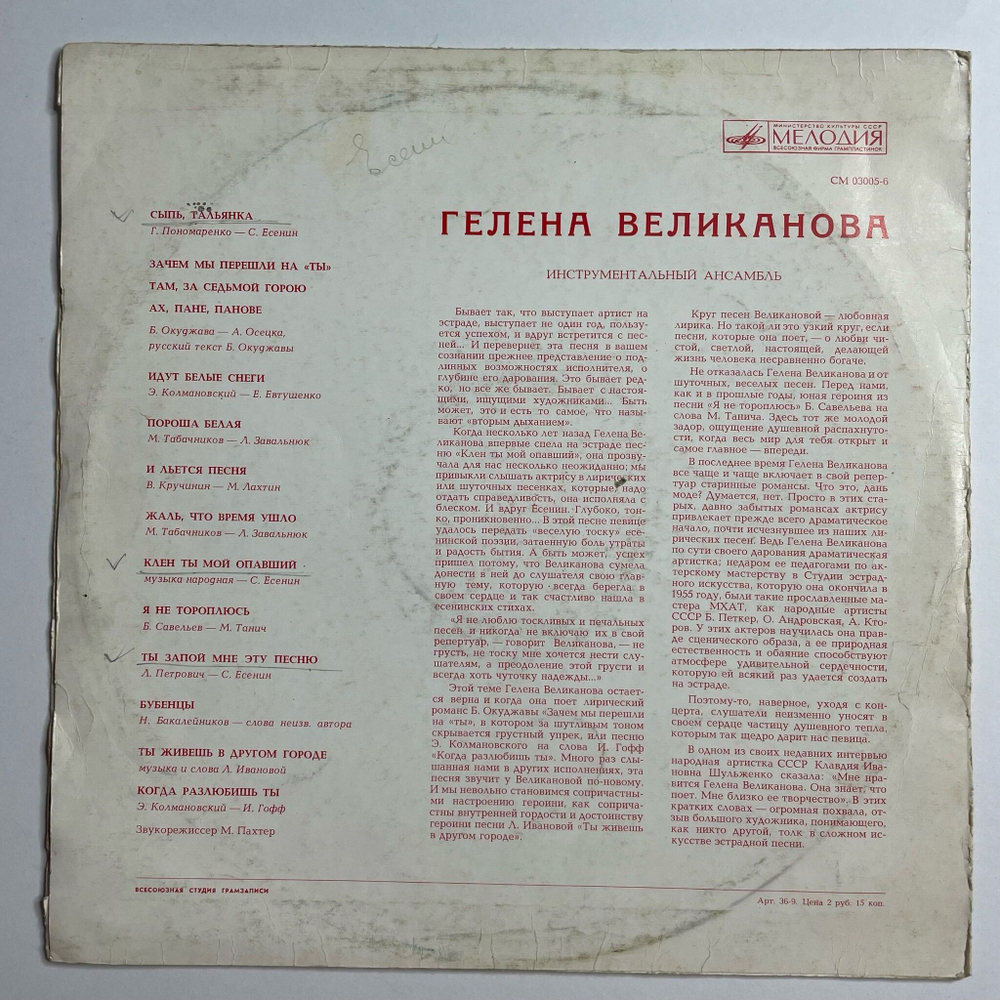 Есенин
МИНИСТЕРСТВО КУЛЬТУРЫ СССР
МЕЛОДИЯ
ВСЕСОЮЗНАЯ ФИРМА ГРАМПЛАСТИНОК
СМ 03005-6
СЫПЬ, ТАЛЬЯНКА
Г. Пономаренко — С. Есенин
ЗАЧЕМ МЫ ПЕРЕШЛИ НА «ТЫ»
ТАМ, ЗА СЕДЬМОЙ ГОРОЮ
АХ, ПАНЕ, ПАНОВЕ
Б. Окуджава — А. Осецка,
русский текст Б. Окуджавы
ИДУТ БЕЛЫЕ СНЕГИ
Э. Колмановский — Е. Евтушенко
ПОРОША БЕЛАЯ
М. Табачников — Л. Завальнюк
И ЛЬЕТСЯ ПЕСНЯ
В. Кручинин — М. Лахтин
ЖАЛЬ, ЧТО ВРЕМЯ УШЛО
М. Табачников — Л. Завальнюк
КЛЕН ТЫ МОЙ ОПАВШИЙ
музыка народная — С. Есенин
Я НЕ ТОРОПЛЮСЬ
Б. Савельев — М. Танич
ТЫ ЗАПОЙ МНЕ ЭТУ ПЕСНЮ
Л. Петрович — С. Есенин
БУБЕНЦЫ
Н. Бакалейников — слова неизв. автора
ТЫ ЖИВЕШЬ В ДРУГОМ ГОРОДЕ
музыка и слова Л. Ивановой
КОГДА РАЗЛЮБИШЬ ТЫ
Э. Колмановский — И. Гофф
Звукорежиссер М. Пахтер
ГЕЛЕНА ВЕЛИКАНОВА
ИНСТРУМЕНТАЛЬНЫЙ АНСАМБЛЬ
Бывает так, что выступает артист на
эстраде, выступает не один год, пользу-
ется успехом, и вдруг встретится с пес-
ней... И перевернет эта песня в вашем
сознании прежнее представление о под-
линных возможностях исполнителя, о
глубине его дарования. Это бывает ред-
ко, но все же бывает. Бывает с настоя-
щими, ищущими художниками... Быть
может, это и есть то самое, что назы-
вают «вторым дыханием».
Когда несколько лет назад Гелена Ве-
ликанова впервые спела на эстраде пес-
ню «Клен ты мой опавший», она прозву-
чала для нас несколько неожиданно; мы
привыкли слышать актрису в лирических
или шуточных песенках, которые, надо
отдать справедливость, она исполняла с
блеском. И вдруг Есенин. Глубоко, тон-
ко, проникновенно... В этой песне певице
удалось передать «веселую тоску» есе-
нинской поэзии, затаенную боль утраты
и радость бытия. А быть может, успех
пришел потому, что Великанова сумела
донести в ней до слушателя свою глав-
ную тему, которую всегда берегла в
своем сердце и так счастливо нашла в
есенинских стихах.
«Я не люблю тоскливых и печальных
песен и никогда не включаю их в свой
репертуар, — говорит Великанова, — не
грусть, не тоску мне хочется нести слу-
шателям, а преодоление этой грусти и
всегда хоть чуточку надежды...»
Этой теме Гелена Великанова остает-
ся верна и когда она поет лирический
романс Б. Окуджавы «Зачем мы перешли
на «ты», в котором за шутливым тоном
скрывается грустный упрек, или песню
Э. Колмановского на слова И. Гофф
«Когда разлюбишь ты». Много раз слы-
шанная нами в других исполнениях, эта
песня звучит у Великановой по-новому.
И мы невольно становимся сопричастны-
ми настроению героини, как соприча-
стны внутренней гордости и достоинству
героини песни Л. Ивановой «Ты живешь
в другом городе».
Круг песен Великановой — любовная
лирика. Но такой ли это узкий круг, если
песни, которые она поет, — о любви чи-
стой, светлой, настоящей, делающей
жизнь человека несравненно богаче.
Не отказалась Гелена Великанова и от
шуточных, веселых песен. Перед нами,
как и в прошлые годы, юная героиня из
песни «Я не тороплюсь» Б. Савельева на
слова М. Танича. Здесь тот же молодой
задор, ощущение душевной распахнуто-
сти, когда весь мир для тебя открыт и
самое главное — впереди.
В последнее время Гелена Великанова
все чаще и чаще включает в свой репер-
туар старинные романсы. Что это, дань
моде? Думается, нет. Просто в этих ста-
рых, давно забытых романсах актрису
привлекает прежде всего драматическое
начало, почти исчезнувшее из наших ли-
рических песен. Ведь Гелена Великанова
по сути своего дарования драматическая
актриса; недаром ее педагогами по ак-
терскому мастерству в Студии эстрад-
ного искусства, которую она окончила в
1955 году, были такие прославленные ма-
стера МХАТ, как народные артисты
СССР Б. Петкер, О. Андровская, А. Кто-
ров. У этих актеров научилась она прав-
де сценического образа, а ее природная
естественность и обаяние способствуют
атмосфере удивительной сердечности,
которую ей всякий раз удается создать
на эстраде.
Поэтому-то, наверное, уходя с кон-
церта, слушатели неизменно уносят в
своем сердце частицу душевного тепла,
которым так щедро дарит нас певица.
В одном из своих недавних интервью
народная артистка СССР Клавдия Ива-
новна Шульженко сказала: «Мне нра-
вится Гелена Великанова. Она знает, что
поет. Мне близко ее творчество». В этих
кратких словах — огромная похвала, от-
зыв большого художника, понимающего,
как никто другой, толк в сложном ис-
кусстве эстрадной песни.
ВСЕСОЮЗНАЯ СТУДИЯ ГРАМЗАПИСИ
Арт. 36-9. Цена 2 руб. 15 коп.